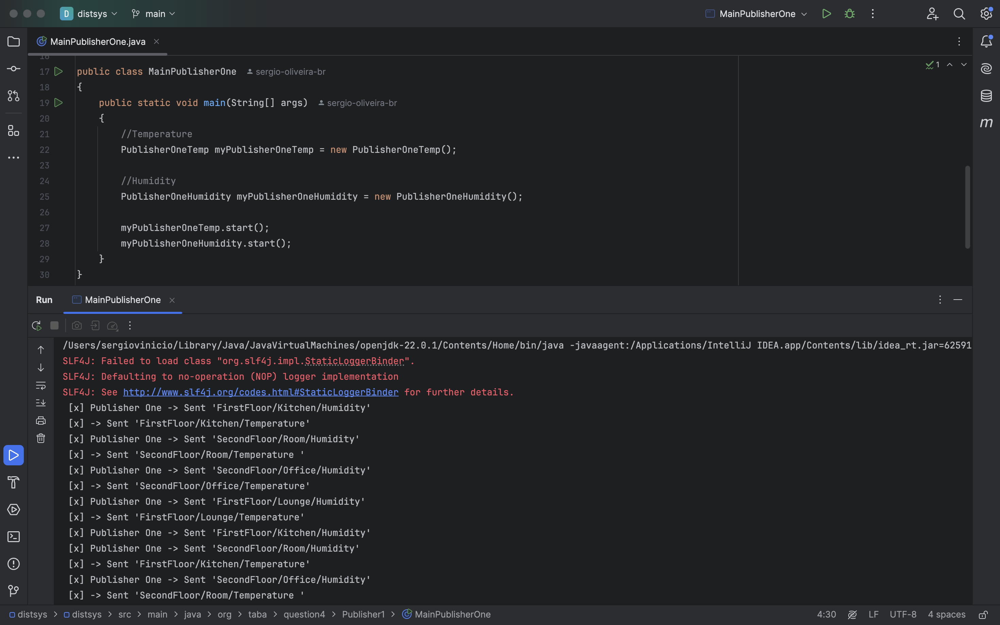 D distsys main MainPublisherOne
MainPublisherOne.java
16
17 public class MainPublisherOne sergio-oliveira-br
18 {
19 public static void main(String[] args) sergio-oliveira-br
20 {
21 //Temperature
22 PublisherOneTemp myPublisherOneTemp = new PublisherOneTemp();
23
24 //Humidity
25 PublisherOneHumidity myPublisherOneHumidity = new PublisherOneHumidity();
26
27 myPublisherOneTemp.start();
28 myPublisherOneHumidity.start();
29 }
30 }
1
m
Run MainPublisherOne
/Users/sergiovinicio/Library/Java/JavaVirtualMachines/openjdk-22.0.1/Contents/Home/bin/java -javaagent:/Applications/IntelliJ IDEA.app/Contents/lib/idea_rt.jar=62591
SLF4J: Failed to load class "org.slf4j.impl.StaticLoggerBinder".
SLF4J: Defaulting to no-operation (NOP) logger implementation
SLF4J: See http://www.slf4j.org/codes.html#StaticLoggerBinder for further details.
[x] Publisher One -> Sent 'FirstFloor/Kitchen/Humidity'
[x] -> Sent 'FirstFloor/Kitchen/Temperature'
[x] Publisher One -> Sent 'SecondFloor/Room/Humidity'
[x] -> Sent 'SecondFloor/Room/Temperature '
[x] Publisher One -> Sent 'SecondFloor/Office/Humidity'
[x] -> Sent 'SecondFloor/Office/Temperature'
[x] Publisher One -> Sent 'FirstFloor/Lounge/Humidity'
[x] -> Sent 'FirstFloor/Lounge/Temperature'
[x] Publisher One -> Sent 'FirstFloor/Kitchen/Humidity'
[x] Publisher One -> Sent 'SecondFloor/Room/Humidity'
[x] -> Sent 'FirstFloor/Kitchen/Temperature'
[x] Publisher One -> Sent 'SecondFloor/Office/Humidity'
[x] -> Sent 'SecondFloor/Room/Temperature '
distsys > distsys > src > main > java > org > taba > question4 > Publisher1 > MainPublisherOne 4:30 LF UTF-8 4 spaces